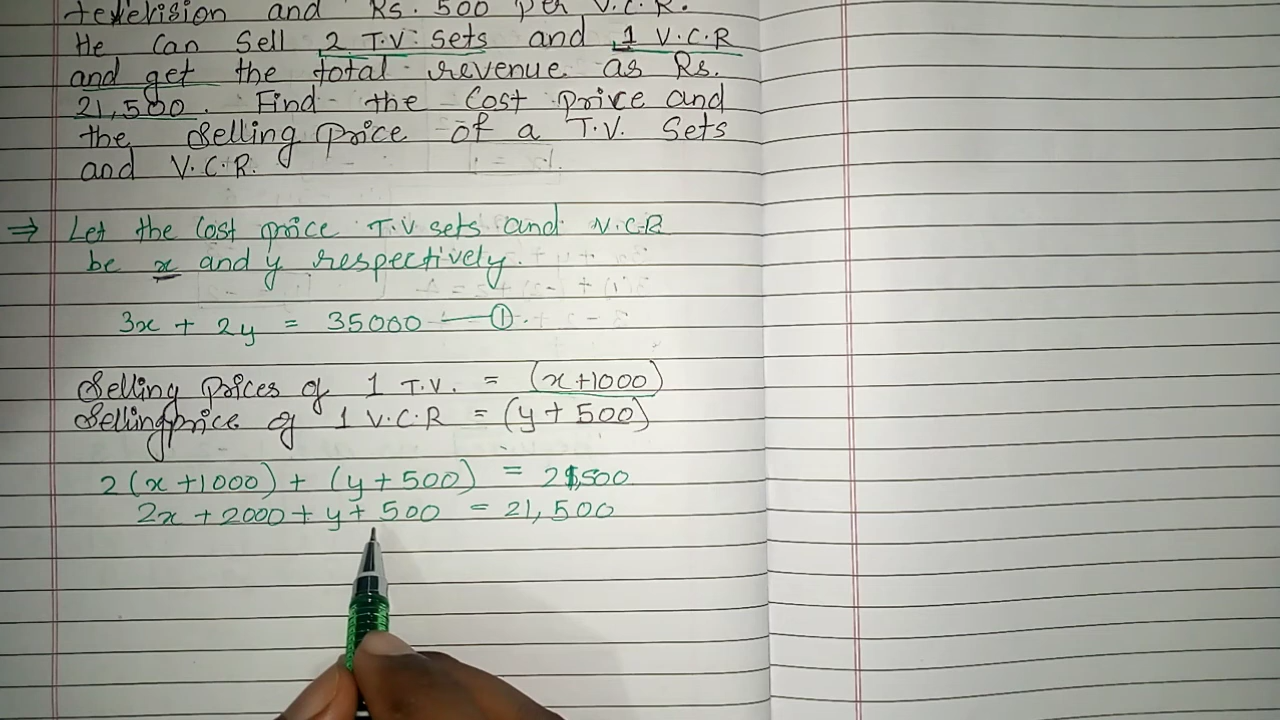 television and Rs. 500 per V.C.R.
He can sell 2 T.V. sets and 1 V.C.R
and get the total revenue as Rs.
21,500. Find the cost price and
the selling price of a T.V. sets
and V.C.R.
⇒ Let the cost price T.V sets and V.C.R
be x and y respectively.
3x + 2y = 35000 — ①.
Selling Prices of 1 T.V. = (x+1000)
Selling price of 1 V.C.R = (y + 500)
2(x+1000) + (y+500) = 21,500
2x + 2000 + y + 500 = 21,500